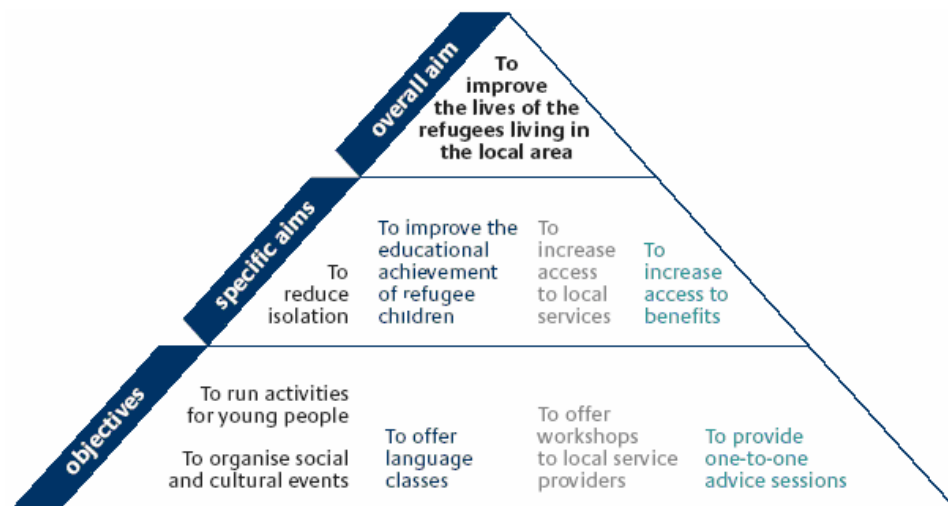 overall aim
To
improve
the lives of the
refugees living in
the local area
specific aims
To
reduce
isolation
To improve the
educational
achievement
of refugee
children
To
increase
access
to local
services
To
increase
access to
benefits
objectives
To run activities
for young people
To organise social
and cultural events
To offer
language
classes
To offer
workshops
to local service
providers
To provide
one-to-one
advice sessions